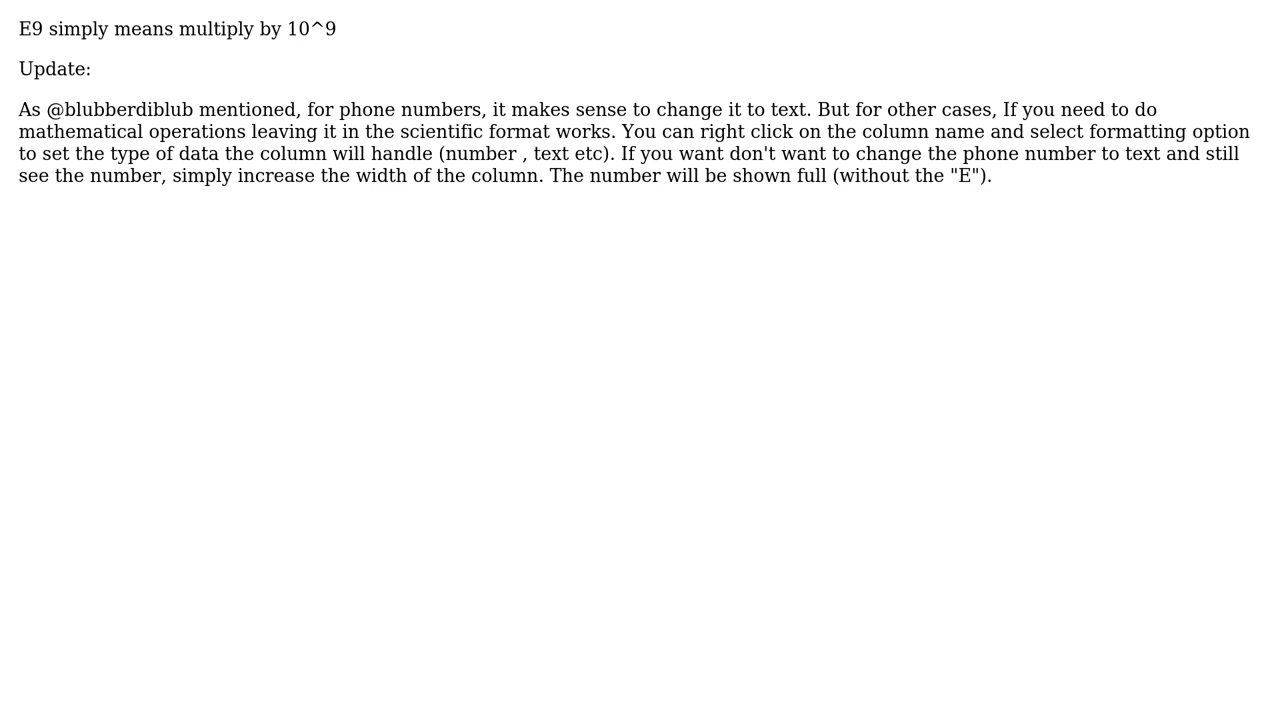 E9 simply means multiply by 10^9
Update:
As @blubberdiblub mentioned, for phone numbers, it makes sense to change it to text. But for other cases, If you need to do
mathematical operations leaving it in the scientific format works. You can right click on the column name and select formatting option
to set the type of data the column will handle (number , text etc). If you want don't want to change the phone number to text and still
see the number, simply increase the width of the column. The number will be shown full (without the "E").